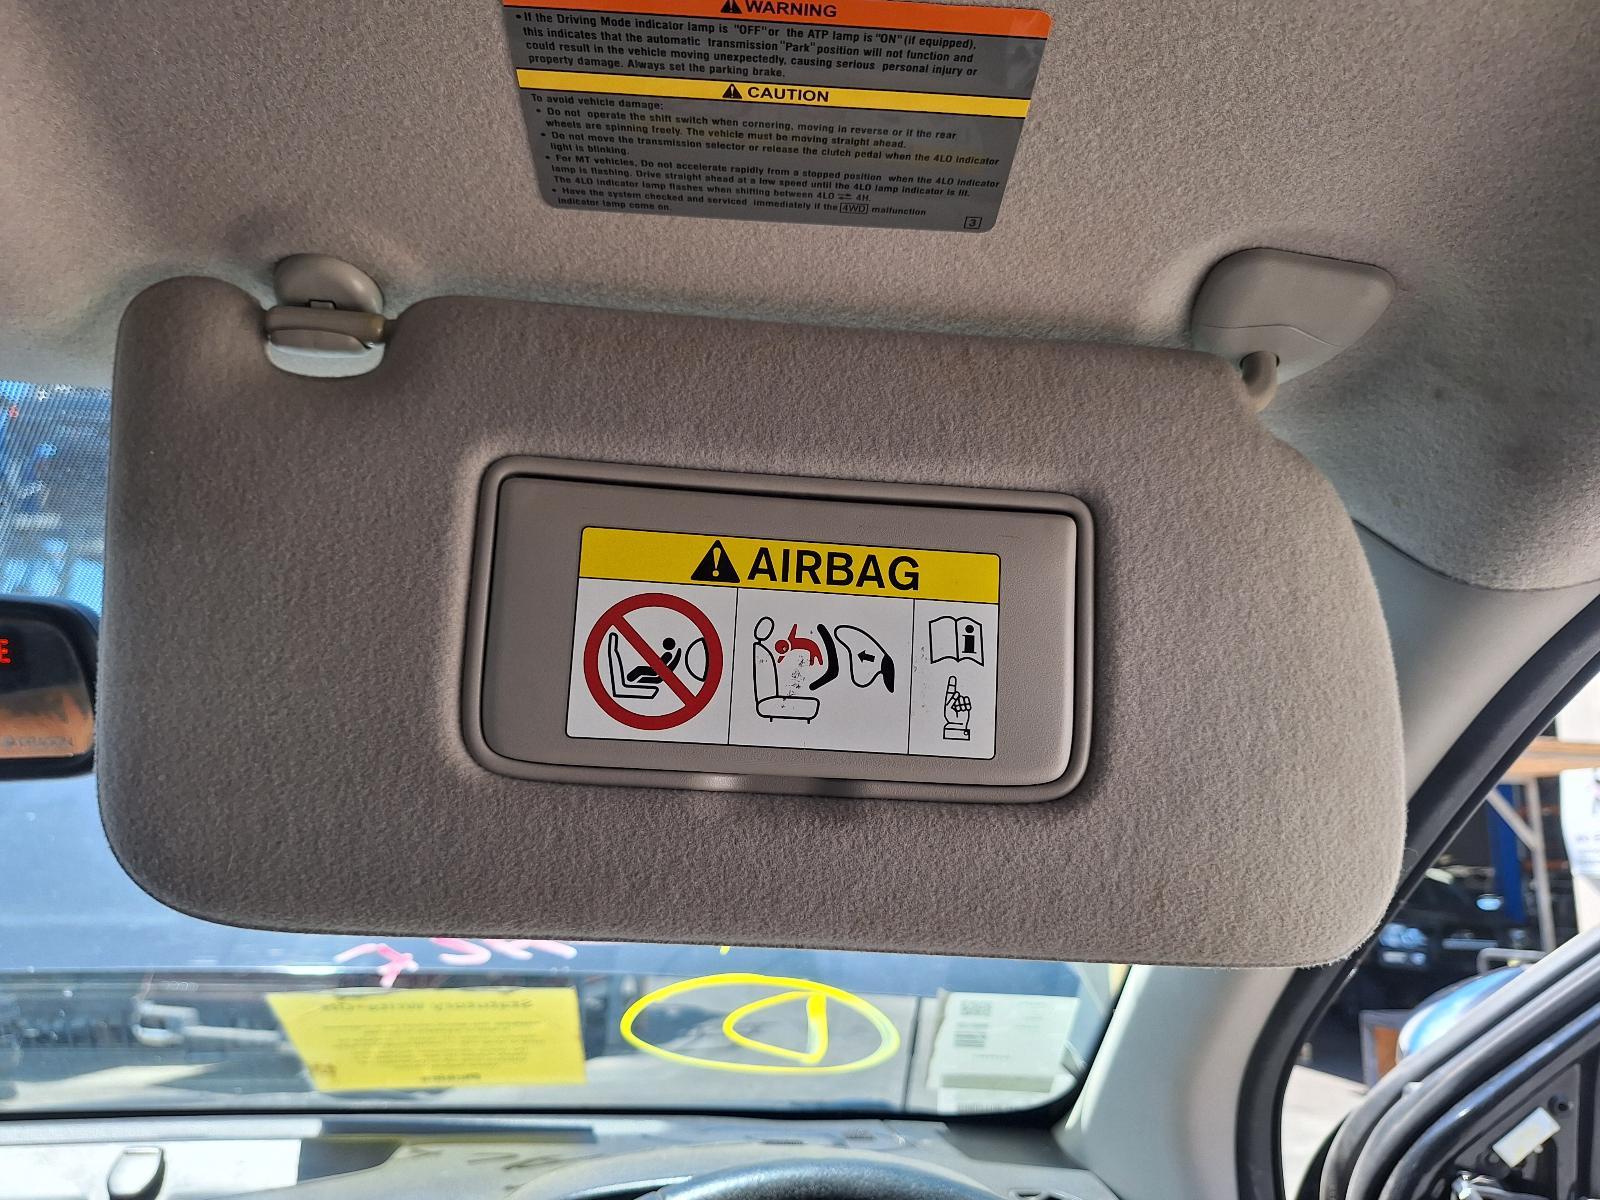 WARNING
• If the Driving Mode indicator lamp is "OFF" or the ATP lamp is "ON" (if equipped),
this indicates that the automatic transmission "Park" position will not function and
could result in the vehicle moving unexpectedly, causing serious personal injury or
property damage. Always set the parking brake.
CAUTION
To avoid vehicle damage:
• Do not operate the shift switch when cornering, moving in reverse or if the rear
wheels are spinning freely. The vehicle must be moving straight ahead.
• Do not move the transmission selector or release the clutch pedal when the 4LO indicator
light is blinking.
• For MT vehicles, Do not accelerate rapidly from a stopped position when the 4LO indicator
lamp is flashing. Drive straight ahead at a low speed until the 4LO lamp indicator is lit.
The 4LO indicator lamp flashes when shifting between 4LO ⇄ 4H.
• Have the system checked and serviced immediately if the 4WD malfunction
indicator lamp come on.
3
AIRBAG
E
Statutory Write-Off